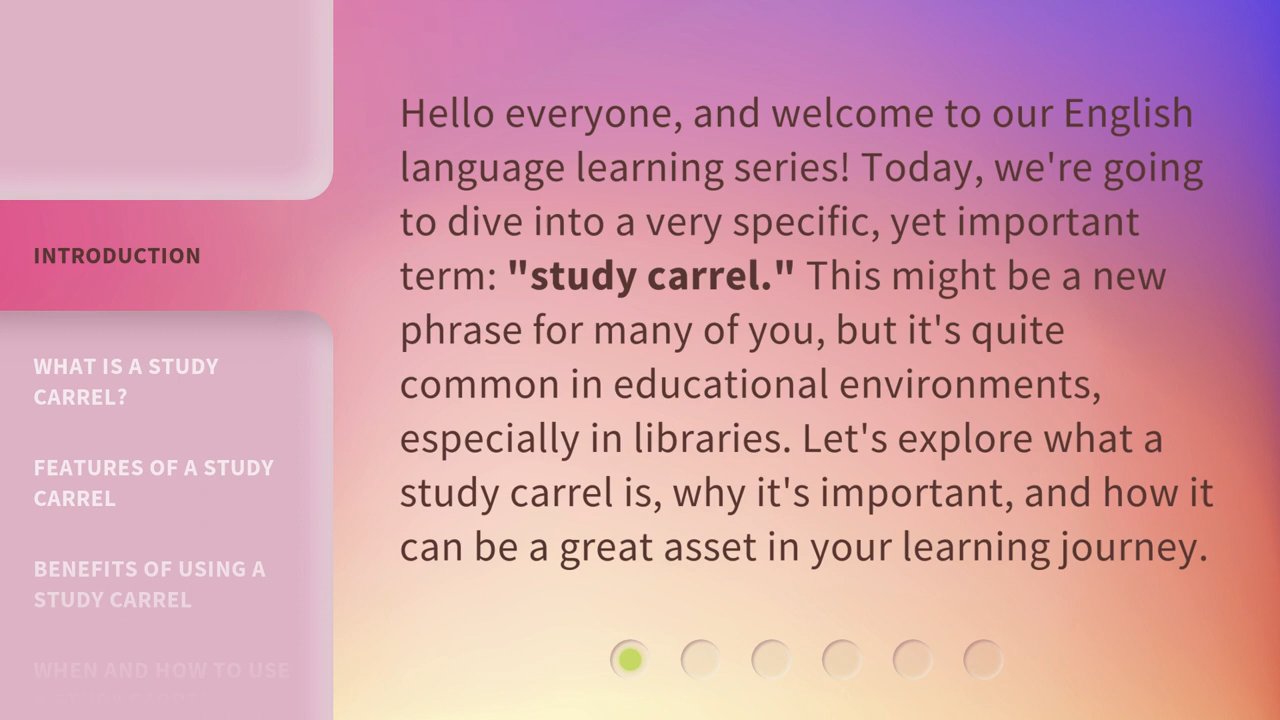 INTRODUCTION
WHAT IS A STUDY
CARREL?
FEATURES OF A STUDY
CARREL
BENEFITS OF USING A
STUDY CARREL
WHEN AND HOW TO USE
Hello everyone, and welcome to our English
language learning series! Today, we're going
to dive into a very specific, yet important
term: "study carrel." This might be a new
phrase for many of you, but it's quite
common in educational environments,
especially in libraries. Let's explore what a
study carrel is, why it's important, and how it
can be a great asset in your learning journey.